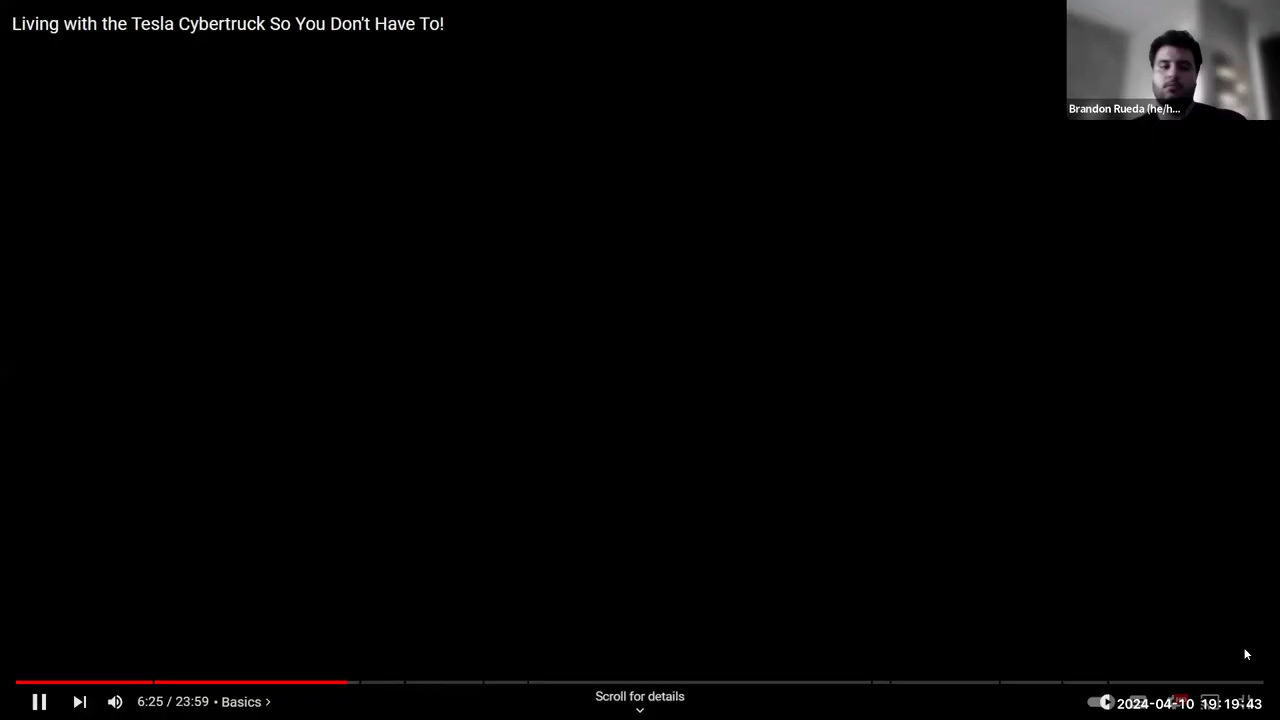 Living with the Tesla Cybertruck So You Don't Have To!
Brandon Rueda (he/h...
6:25 / 23:59 • Basics >
Scroll for details
2024-04-10 19:19:43